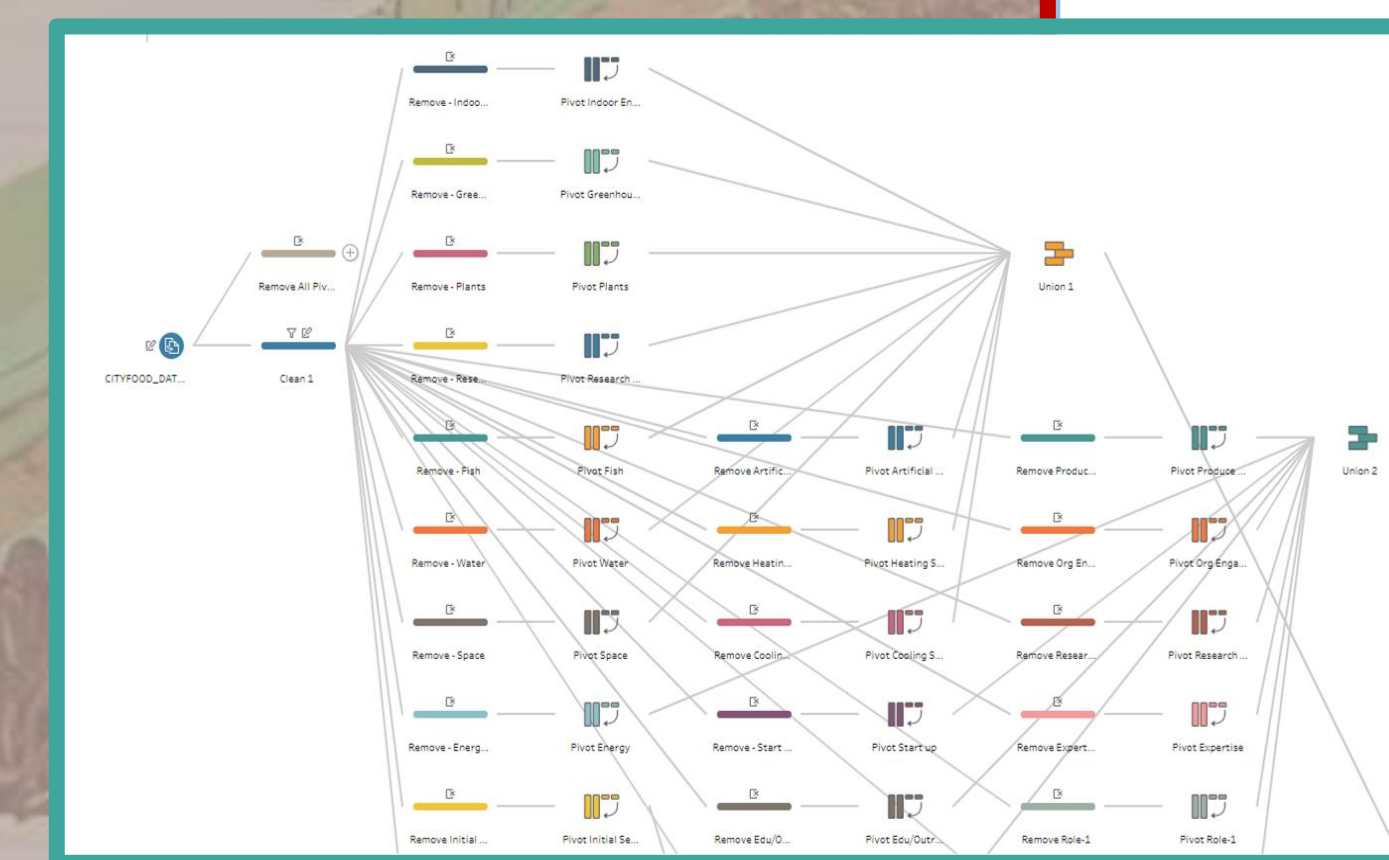 Remove - Indoo...
Pivot Indoor En...
Remove - Gree...
Pivot Greenhou...
Remove All Piv...
Remove - Plants
Pivot Plants
Union 1
CITYFOOD_DAT...
Clean 1
Remove - Rese...
Pivot Research ...
Remove - Fish
Pivot Fish
Remove Artific...
Pivot Artificial ...
Remove Produc...
Pivot Produce ...
Union 2
Remove - Water
Pivot Water
Remove Heatin...
Pivot Heating S...
Remove Org En...
Pivot Org Enga...
Remove - Space
Pivot Space
Remove Coolin...
Pivot Cooling S...
Remove Resear...
Pivot Research ...
Remove - Energ...
Pivot Energy
Remove - Start ...
Pivot Start up
Remove Expert...
Pivot Expertise
Remove Initial ...
Pivot Initial Se...
Remove Edu/O...
Pivot Edu/Outr...
Remove Role-1
Pivot Role-1